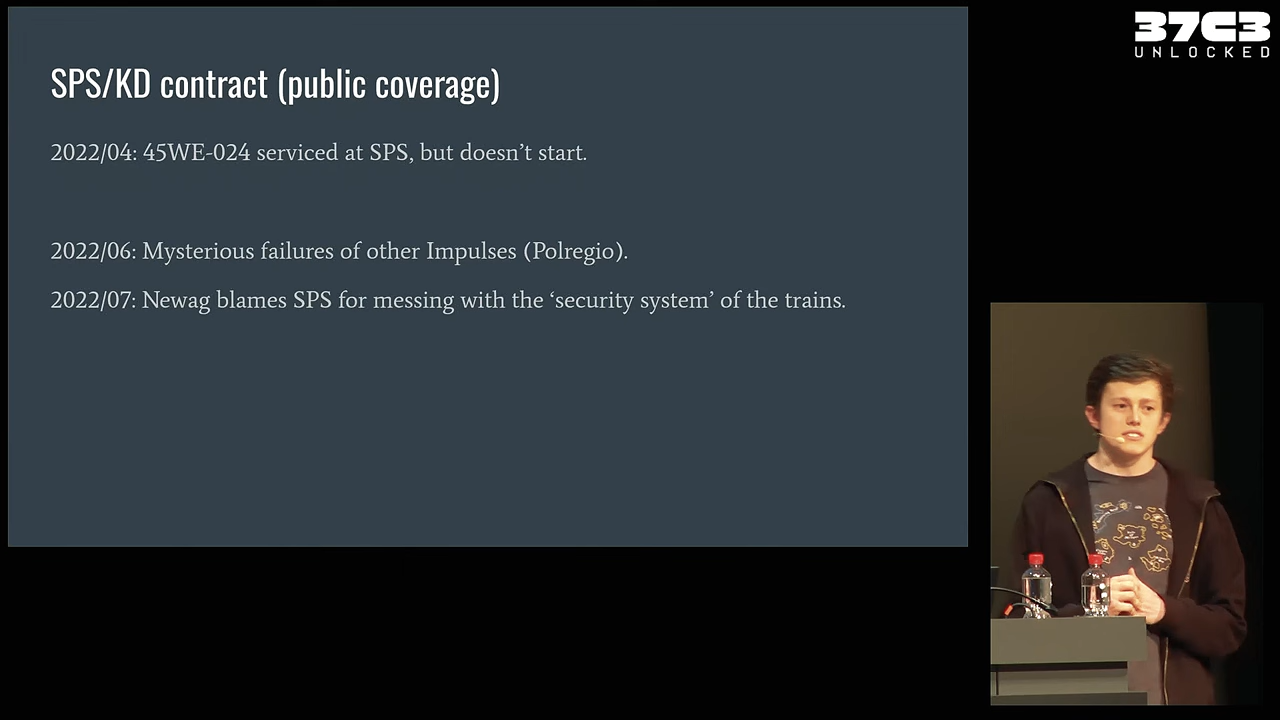 37C3
UNLOCKED
SPS/KD contract (public coverage)
2022/04: 45WE-024 serviced at SPS, but doesn’t start.
2022/06: Mysterious failures of other Impulses (Polregio).
2022/07: Newag blames SPS for messing with the ‘security system’ of the trains.